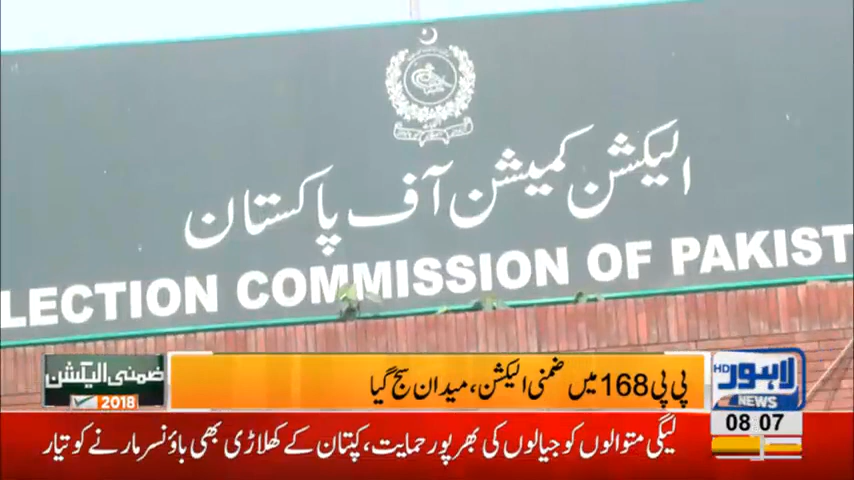 الیکشن کمیشن آف پاکستان
LECTION COMMISSION OF PAKIST
ضمنی الیکشن
2018
پی پی 168 میں ضمنی الیکشن، میدان سج گیا
HD لاہور
NEWS
08 07
لیگی متوالوں کو جیالوں کی بھرپور حمایت، کپتان کے کھلاڑی بھی باؤنسر مارنے کو تیار